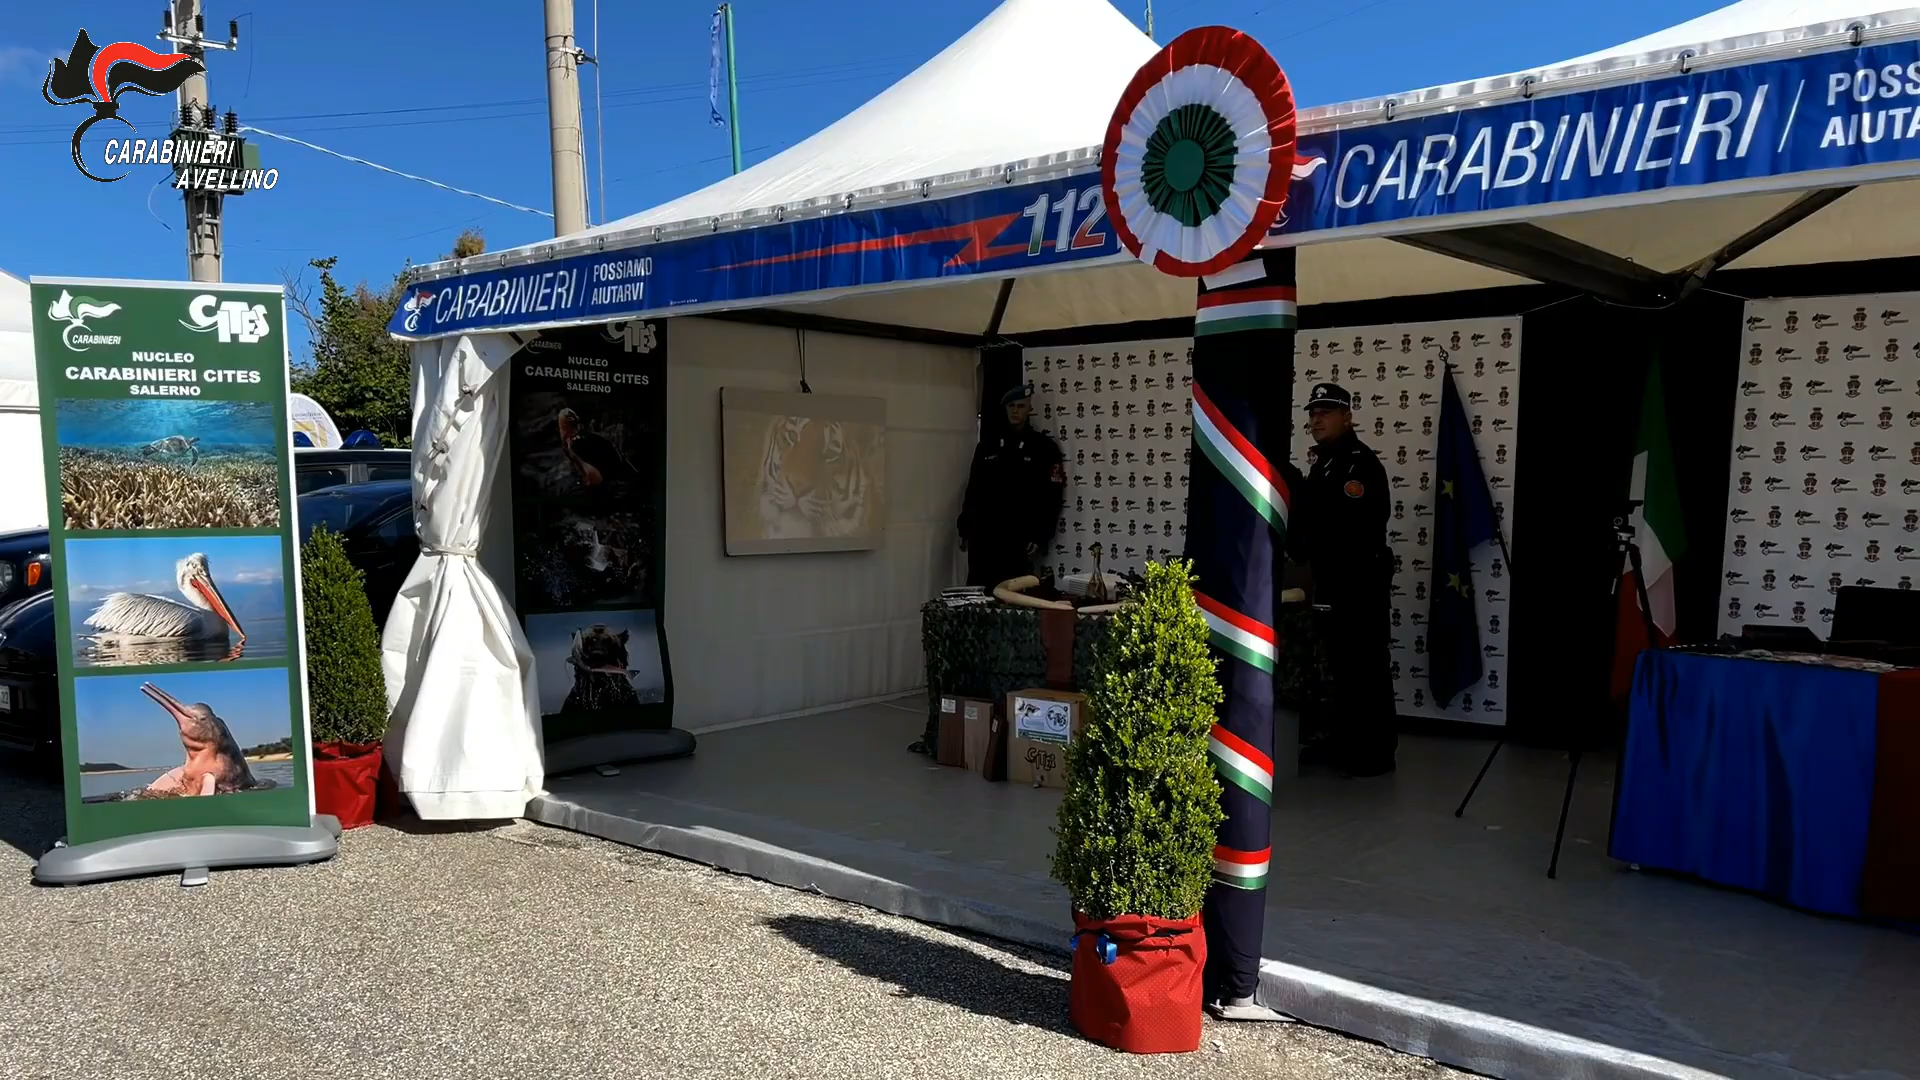 CARABINIERI
AVELLINO
CARABINIERI
CITES
NUCLEO
CARABINIERI CITES
SALERNO
CARABINIERI / POSSIAMO
AIUTARVI
112
CARABINIERI / POSS
AIUTA
CITES
NUCLEO
CARABINIERI CITES
SALERNO
CITES
CITES